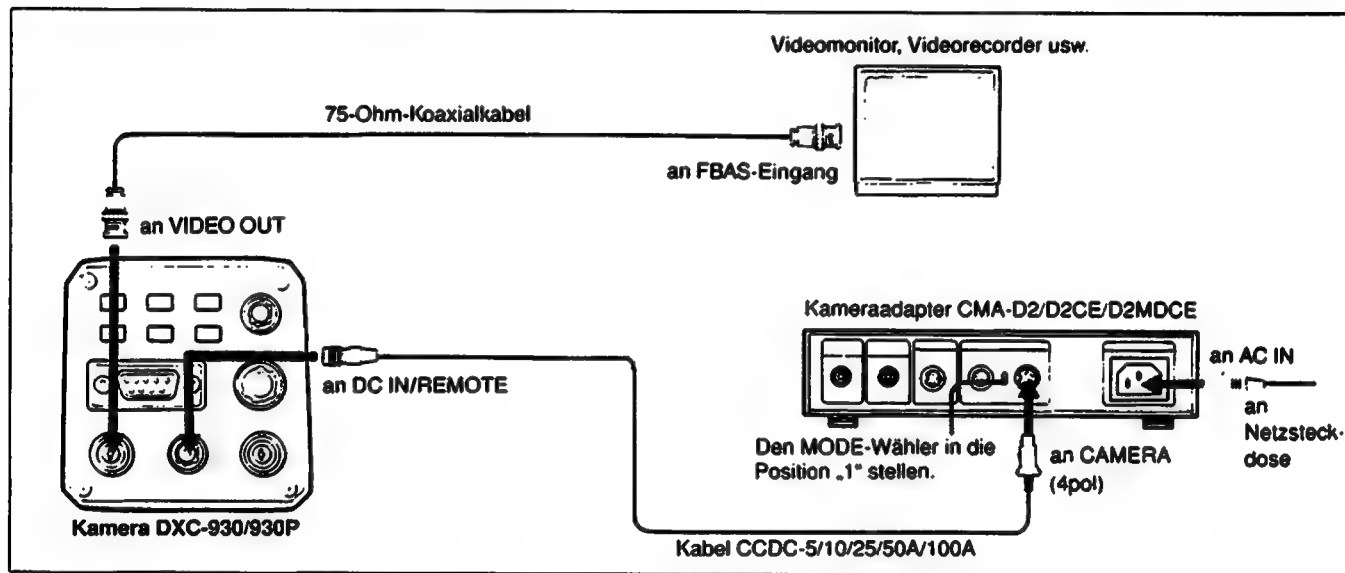 Videomonitor, Videorecorder usw.
75-Ohm-Koaxialkabel
an FBAS-Eingang
an VIDEO OUT
Kameraadapter CMA-D2/D2CE/D2MDCE
an DC IN/REMOTE
an AC IN
an
Netzsteck-
dose
Den MODE-Wähler in die
Position „1" stellen.
an CAMERA
(4pol)
Kamera DXC-930/930P
Kabel CCDC-5/10/25/50A/100A